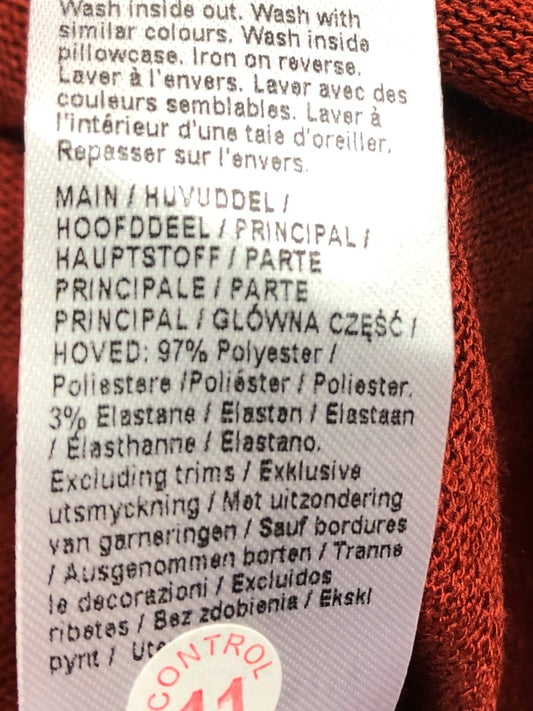 Wash inside out. Wash with
similar colours. Wash inside
pillowcase. Iron on reverse.
Laver à l'envers. Laver avec des
couleurs semblables. Laver à
l'intérieur d'une taie d'oreiller.
Repasser sur l'envers.
MAIN / HUVUDDEL /
HOOFDDEEL / PRINCIPAL /
HAUPTSTOFF / PARTE
PRINCIPALE / PARTE
PRINCIPAL / GLÓWNA CZĘŚĆ /
HOVED: 97% Polyester /
Poliestere /Poliéster / Poliester.
3% Elastane / Elastan / Elastaan
/ Élasthanne / Elastano.
Excluding trims / Exklusive
utsmyckning / Met uitzondering
van garneringen / Sauf bordures
/ Ausgenommen borten / Tranne
le decorazioni / Excluidos
ribetes / Bez zdobienia / Ekskl
pynt /
CONTROL
11